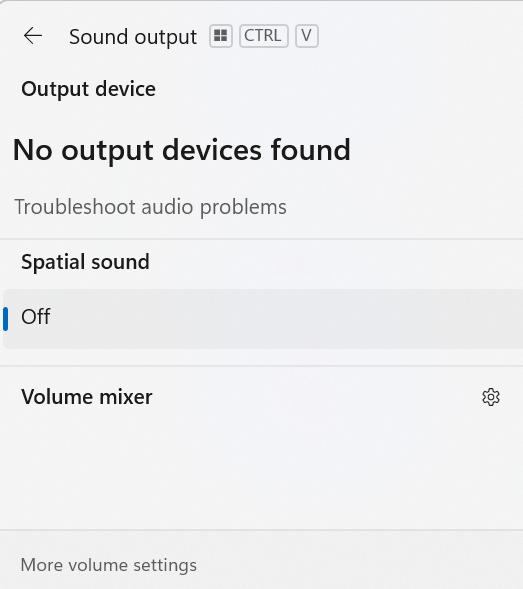 Sound output CTRL V
Output device
No output devices found
Troubleshoot audio problems
Spatial sound
Off
Volume mixer
More volume settings